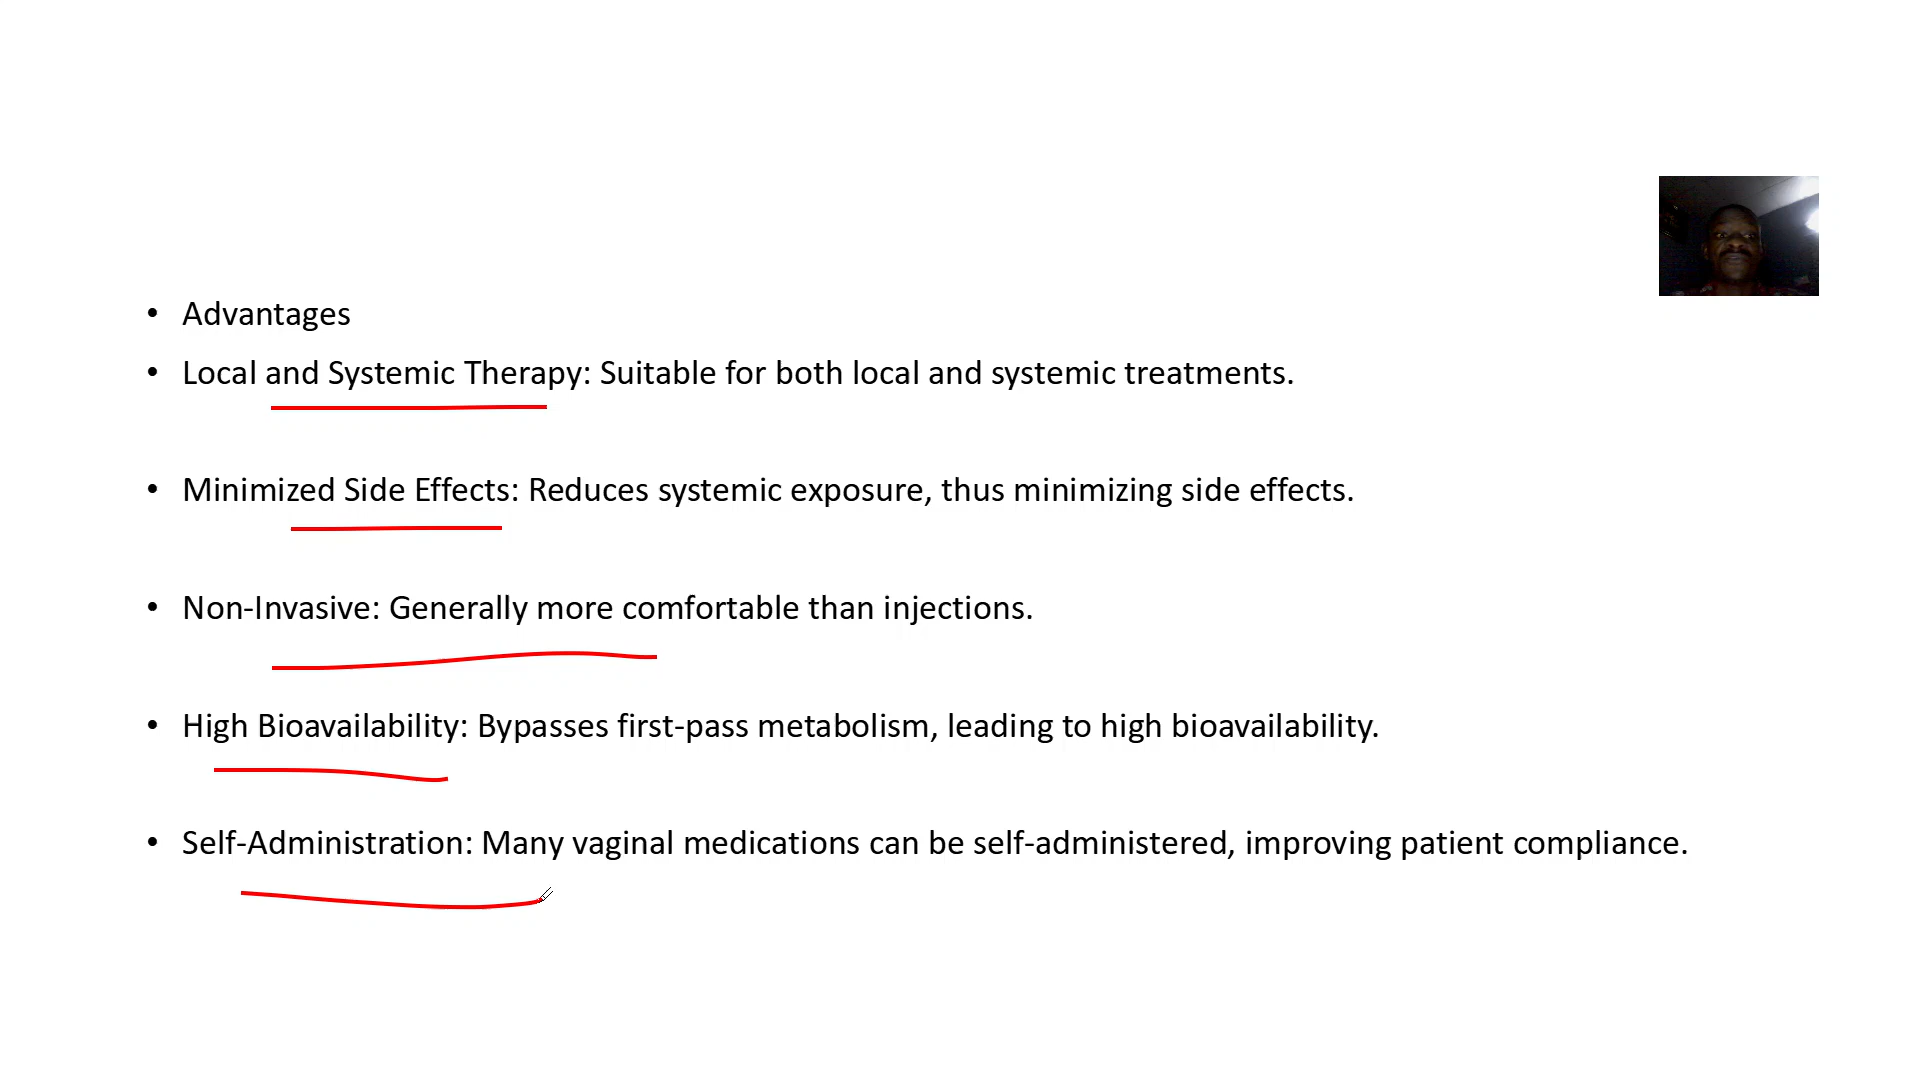 • Advantages
• Local and Systemic Therapy: Suitable for both local and systemic treatments.
• Minimized Side Effects: Reduces systemic exposure, thus minimizing side effects.
• Non-Invasive: Generally more comfortable than injections.
• High Bioavailability: Bypasses first-pass metabolism, leading to high bioavailability.
• Self-Administration: Many vaginal medications can be self-administered, improving patient compliance.